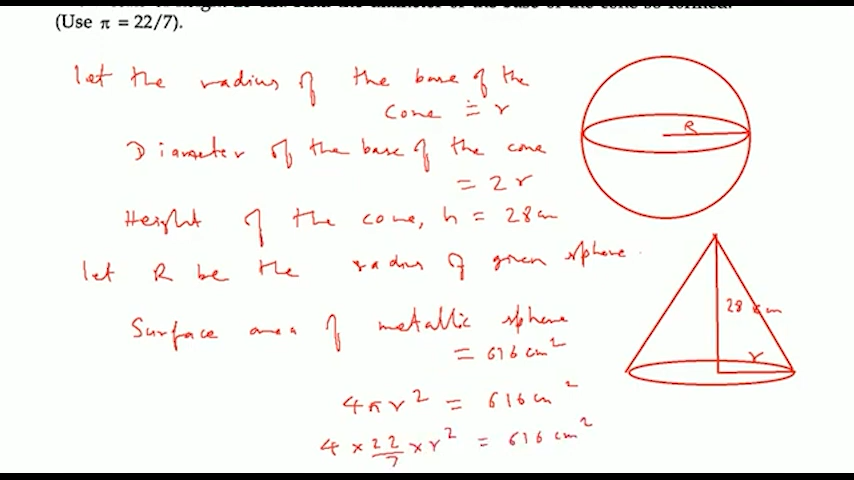 (Use π = 22/7).
let the radius of the base of the
cone = r
Diameter of the base of the cone
= 2r
Height of the cone, h = 28cm
let R be the radius of given sphere.
Surface area of metallic sphere
= 616 cm²
4πr² = 616 cm²
4 × 22/7 × r² = 616 cm²
R
28 cm
r